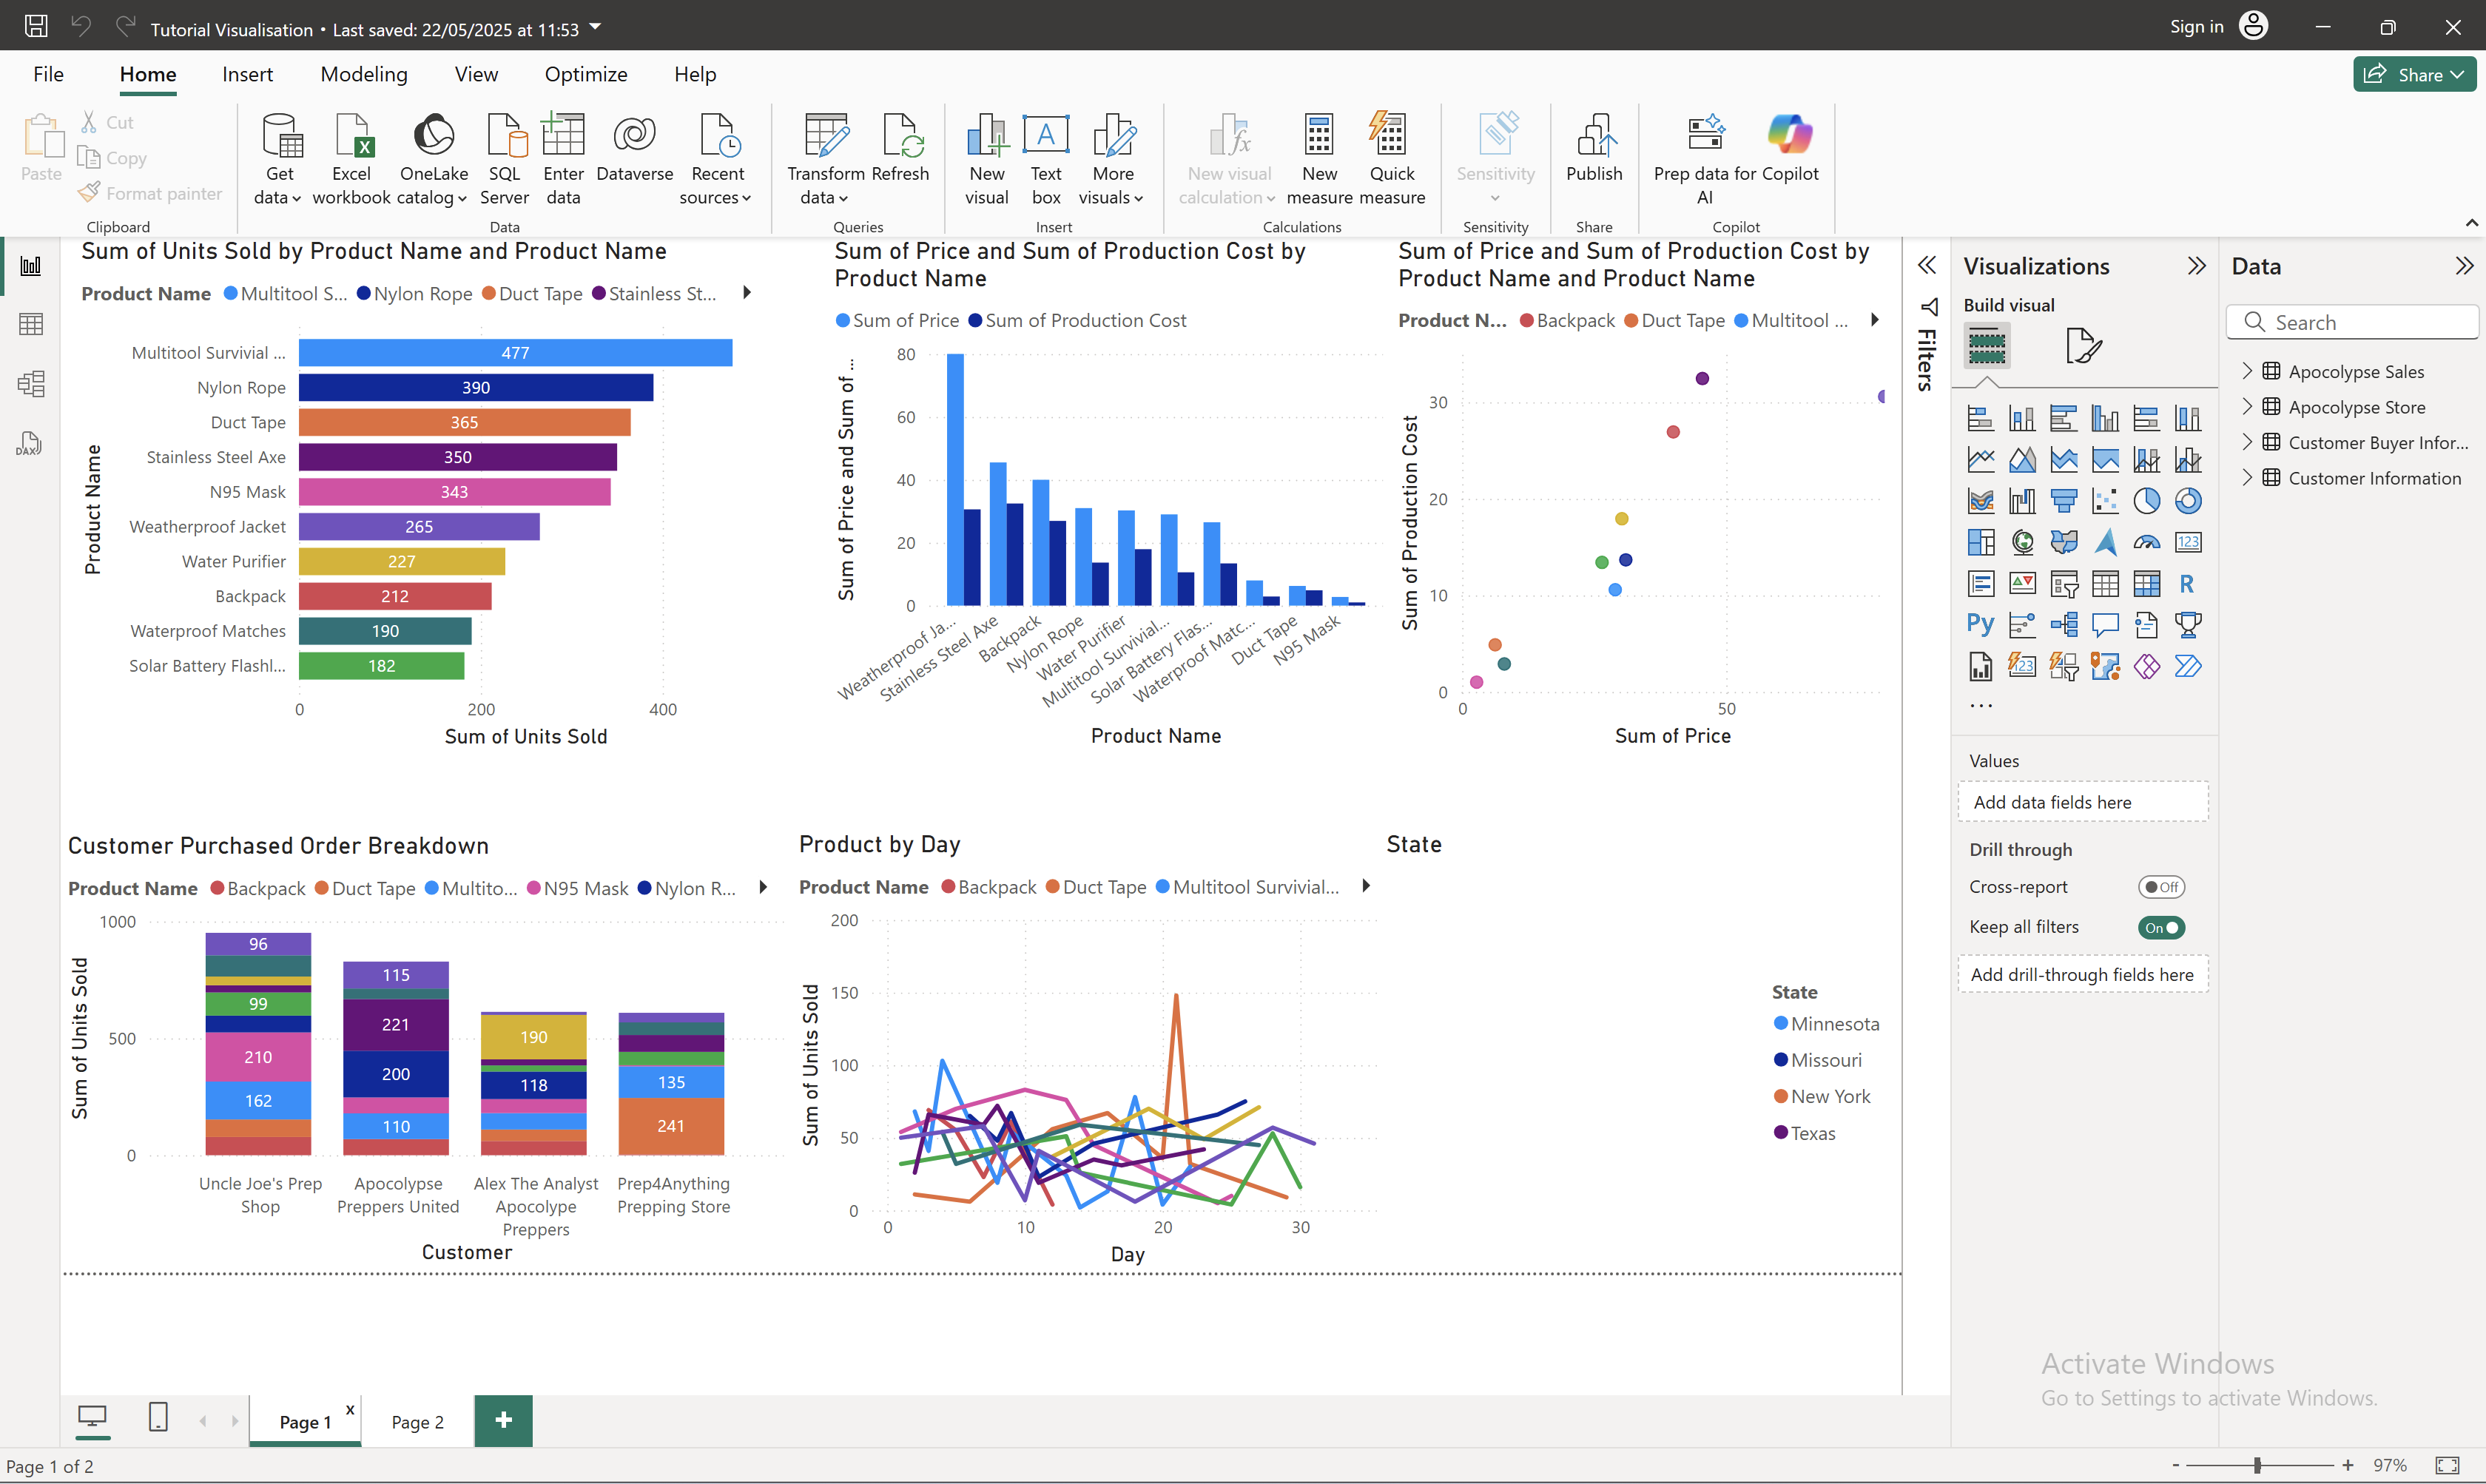 Tutorial Visualisation • Last saved: 22/05/2025 at 11:53
Sign in
File Home Insert Modeling View Optimize Help
Share
Paste
Cut
Copy
Format painter
Clipboard
Get data
Excel workbook
OneLake catalog
SQL Server
Enter data
Dataverse
Recent sources
Data
Transform data
Refresh
Queries
New visual
Text box
More visuals
Insert
New visual calculation
New measure
Quick measure
Calculations
Sensitivity
Sensitivity
Publish
Share
Prep data for AI
Copilot
Copilot
DAX
Sum of Units Sold by Product Name and Product Name
Product Name Multitool S... Nylon Rope Duct Tape Stainless St...
Product Name
Multitool Survivial ... 477
Nylon Rope 390
Duct Tape 365
Stainless Steel Axe 350
N95 Mask 343
Weatherproof Jacket 265
Water Purifier 227
Backpack 212
Waterproof Matches 190
Solar Battery Flashl... 182
0 200 400
Sum of Units Sold
Sum of Price and Sum of Production Cost by
Product Name
Sum of Price Sum of Production Cost
Sum of Price and Sum of ...
80
60
40
20
0
Weatherproof Ja...
Stainless Steel Axe
Backpack
Nylon Rope
Water Purifier
Multitool Survivial...
Solar Battery Flas...
Waterproof Matc...
Duct Tape
N95 Mask
Product Name
Sum of Price and Sum of Production Cost by
Product Name and Product Name
Product N... Backpack Duct Tape Multitool ...
Sum of Production Cost
30
20
10
0
0 50
Sum of Price
Customer Purchased Order Breakdown
Product Name Backpack Duct Tape Multito... N95 Mask Nylon R...
Sum of Units Sold
1000
500
0
96
99
210
162
115
221
200
110
190
118
135
241
Uncle Joe's Prep
Shop
Apocolypse
Preppers United
Alex The Analyst
Apocolype
Preppers
Prep4Anything
Prepping Store
Customer
Product by Day
Product Name Backpack Duct Tape Multitool Survivial...
Sum of Units Sold
200
150
100
50
0
0 10 20 30
Day
State
State
Minnesota
Missouri
New York
Texas
Filters
Visualizations
Build visual
123
R
Py
123
...
Values
Add data fields here
Drill through
Cross-report Off
Keep all filters On
Add drill-through fields here
Data
Search
Apocolypse Sales
Apocolypse Store
Customer Buyer Infor...
Customer Information
Activate Windows
Go to Settings to activate Windows.
Page 1 x
Page 2
+
Page 1 of 2
- + 97%